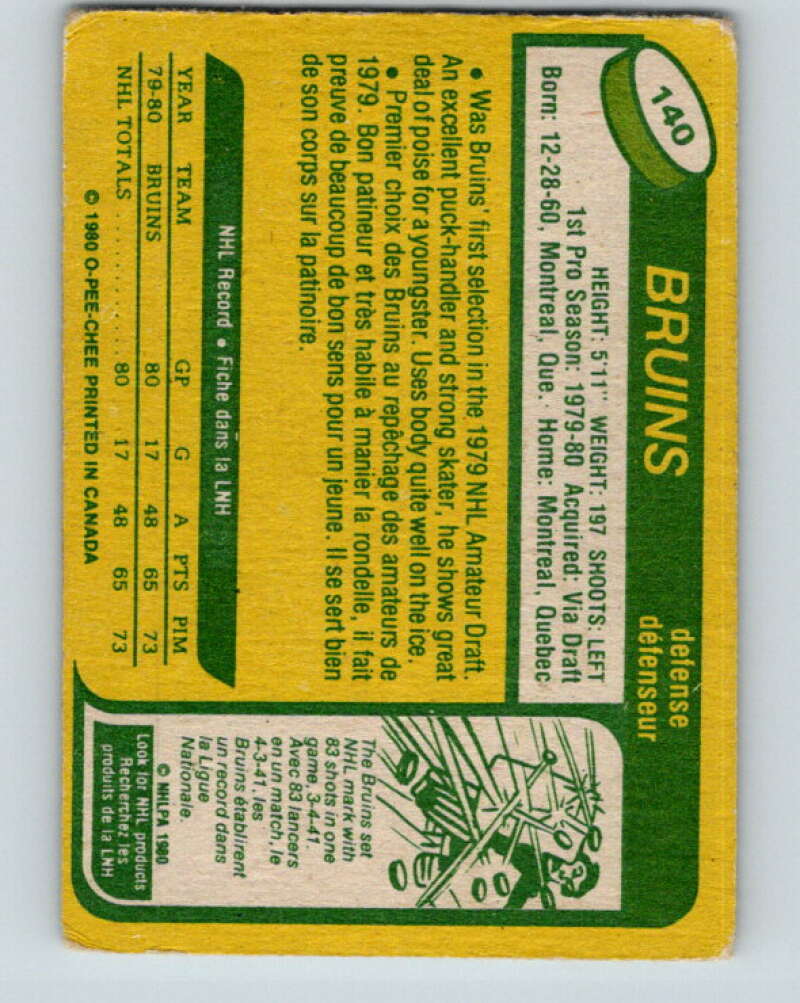 140
BRUINS
defense
défenseur
HEIGHT: 5'11" WEIGHT: 197 SHOOTS: LEFT
1st Pro Season: 1979-80 Acquired: Via Draft
Born: 12-28-60, Montreal, Que. Home: Montreal, Quebec
• Was Bruins' first selection in the 1979 NHL Amateur Draft.
An excellent puck-handler and strong skater, he shows great
deal of poise for a youngster. Uses body quite well on the ice.
• Premier choix des Bruins au repêchage des amateurs de
1979. Bon patineur et très habile à manier la rondelle, il fait
preuve de beaucoup de bon sens pour un jeune. Il se sert bien
de son corps sur la patinoire.
NHL Record • Fiche dans la LNH
YEAR TEAM GP G A PTS PIM
79-80 BRUINS 80 17 48 65 73
NHL TOTALS .......... 80 17 48 65 73
© 1980 O-PEE-CHEE PRINTED IN CANADA
The Bruins set
NHL mark with
83 shots in one
game, 3-4-41.
Avec 83 lancers
en un match, le
4-3-41, les
Bruins établirent
un record dans
la Ligue
Nationale.
© NHLPA 1980
Look for NHL products
Recherchez les
produits de la LNH